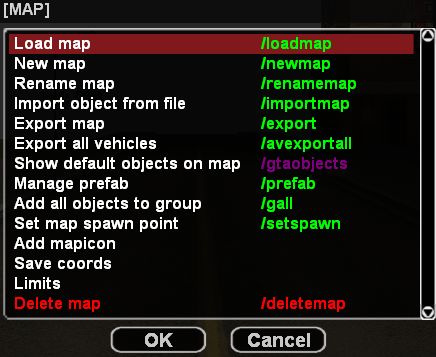 [MAP]
Load map /loadmap
New map /newmap
Rename map /renamemap
Import object from file /importmap
Export map /export
Export all vehicles /avexportall
Show default objects on map /gtaobjects
Manage prefab /prefab
Add all objects to group /gall
Set map spawn point /setspawn
Add mapicon
Save coords
Limits
Delete map /deletemap
OK Cancel